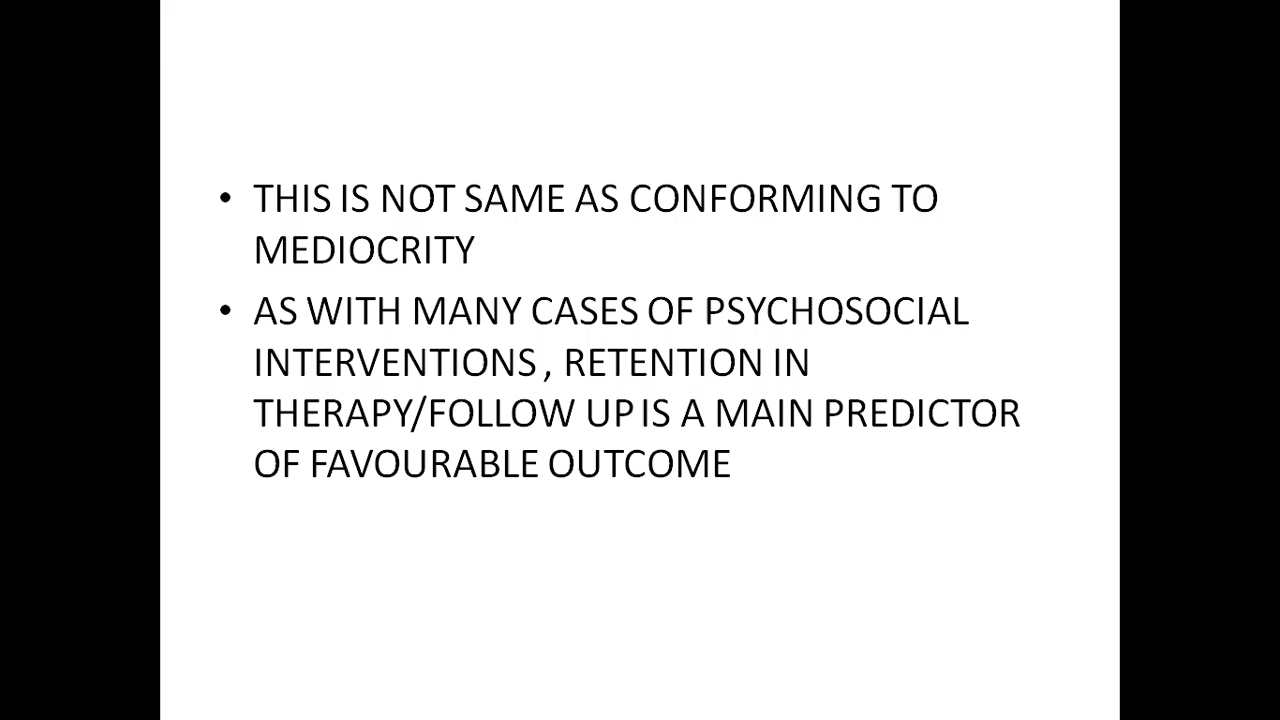 • THIS IS NOT SAME AS CONFORMING TO
MEDIOCRITY
• AS WITH MANY CASES OF PSYCHOSOCIAL
INTERVENTIONS , RETENTION IN
THERAPY/FOLLOW UP IS A MAIN PREDICTOR
OF FAVOURABLE OUTCOME